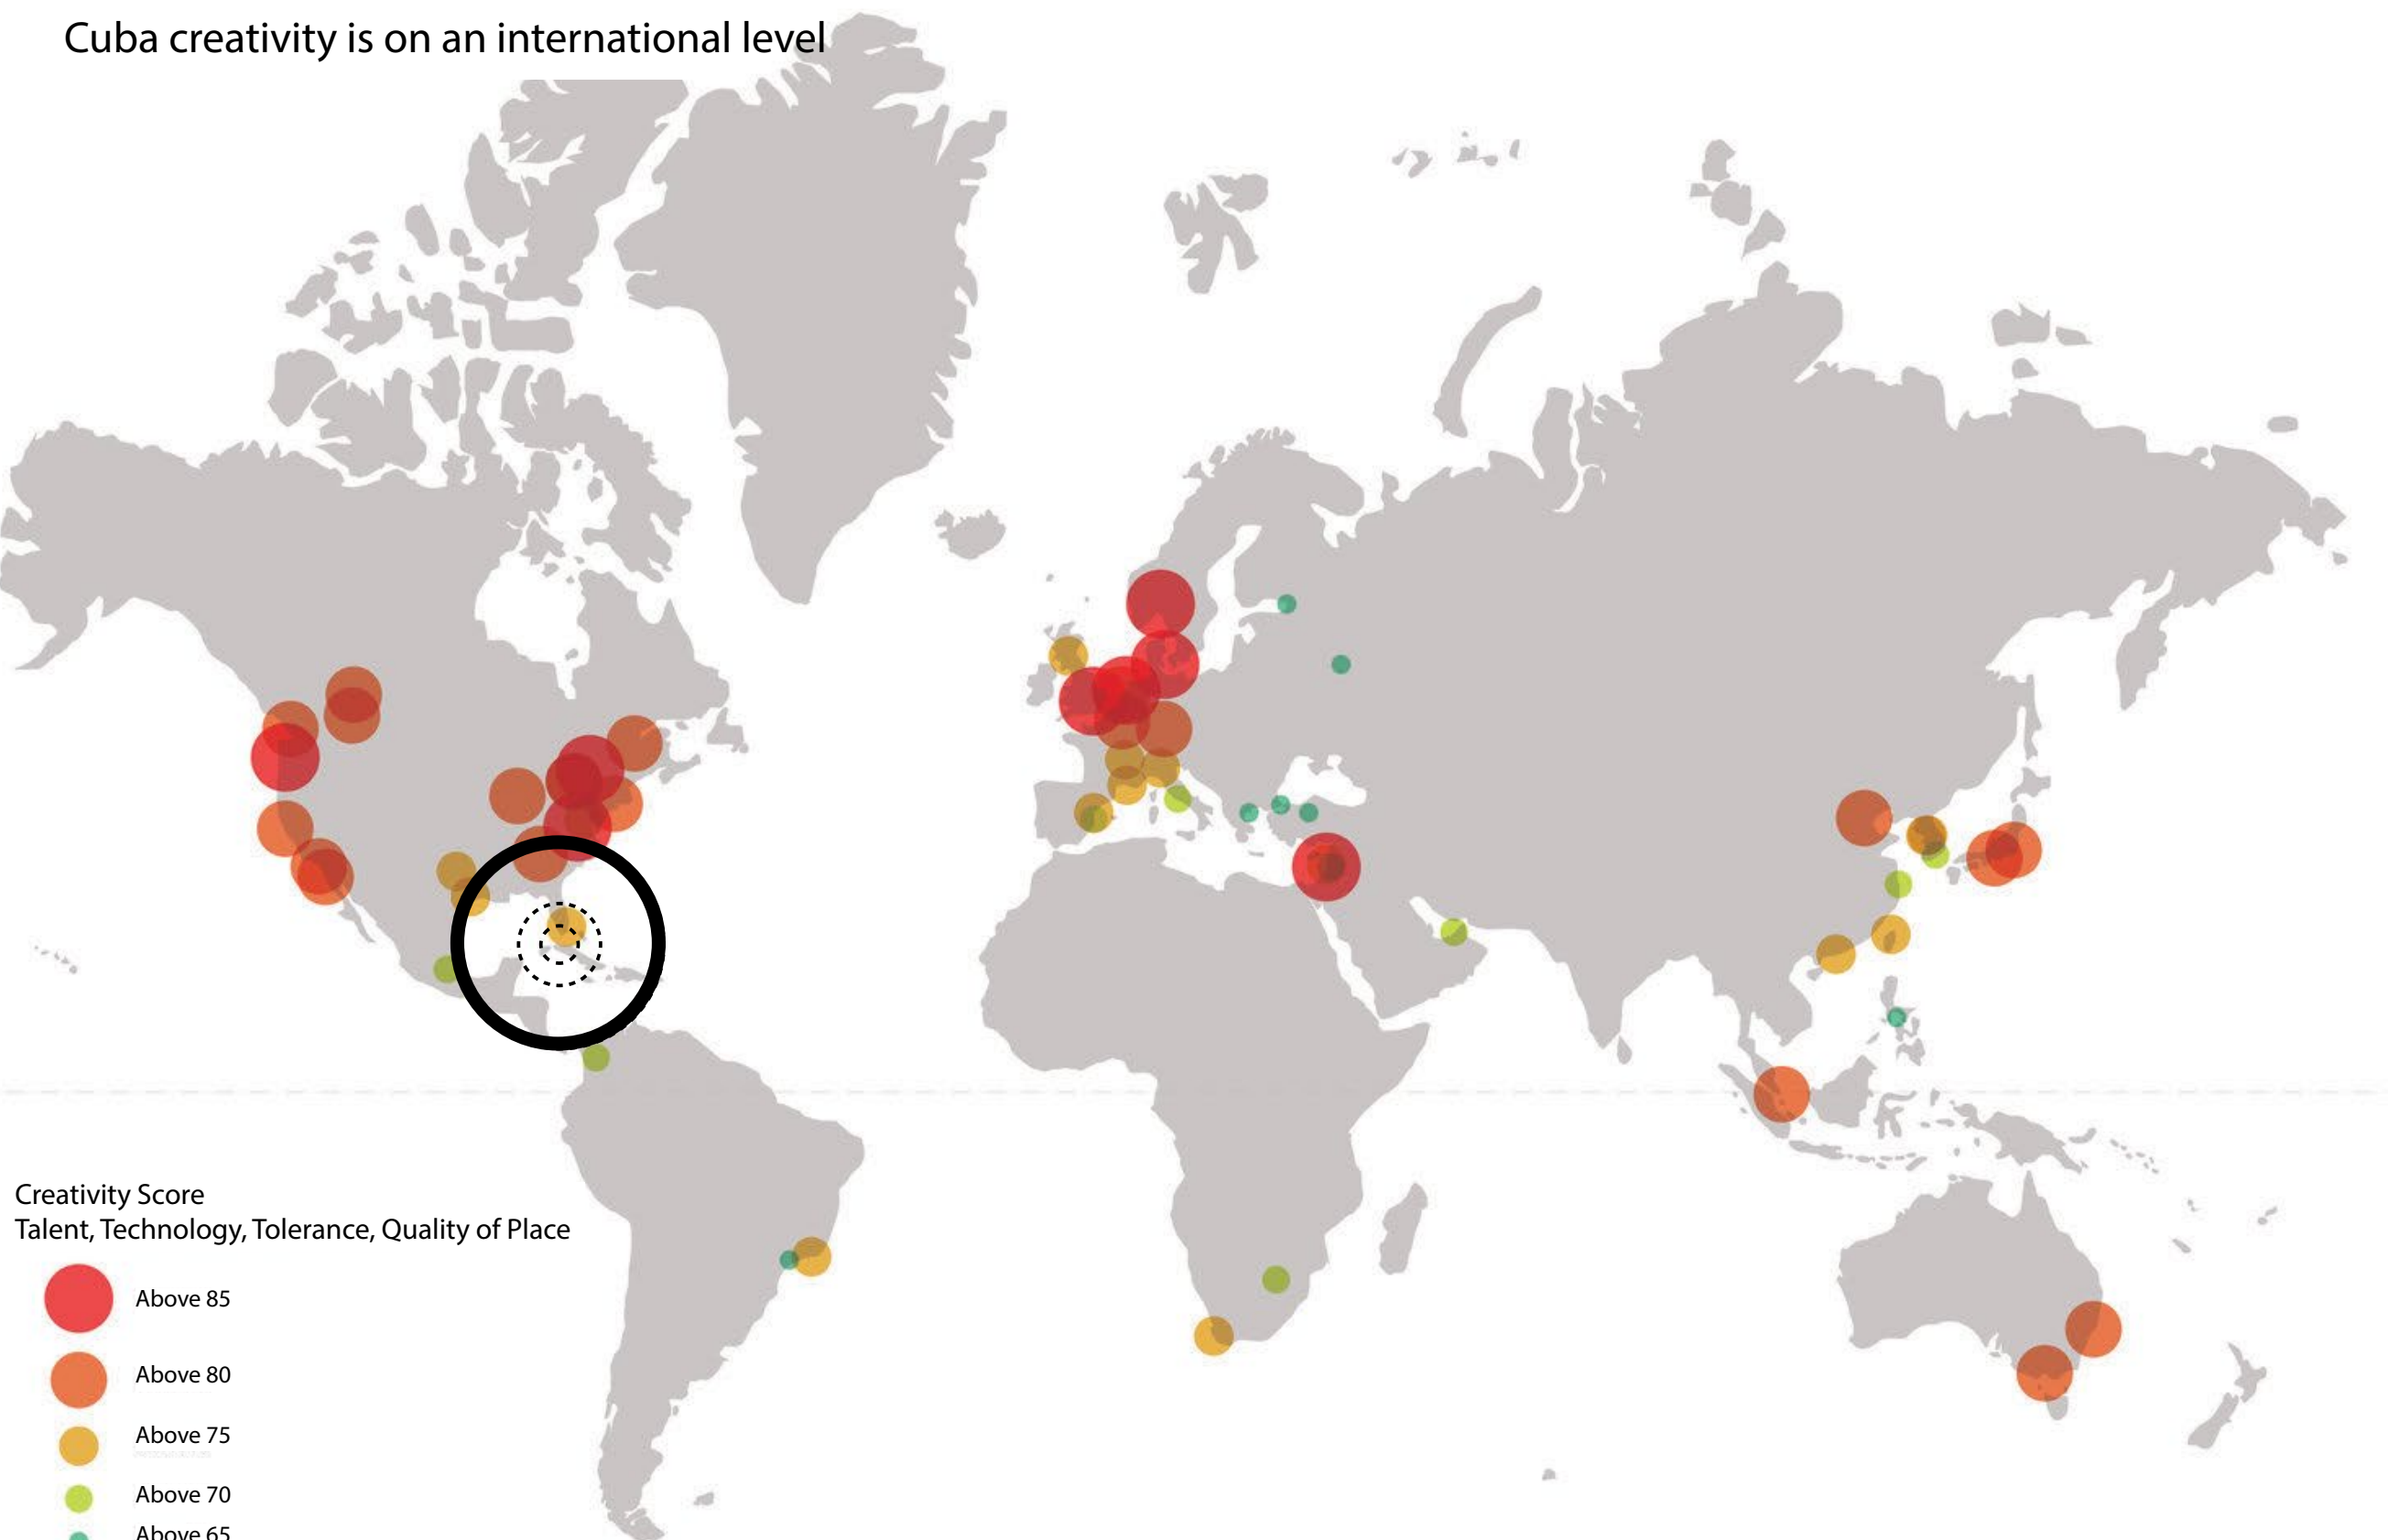 Cuba creativity is on an international level
Creativity Score
Talent, Technology, Tolerance, Quality of Place
Above 85
Above 80
Above 75
Above 70
Above 65